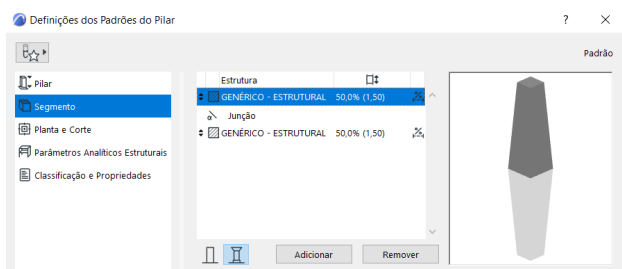 Definições dos Padrões do Pilar ? ×
Padrão
Pilar
Segmento
Planta e Corte
Parâmetros Analíticos Estruturais
Classificação e Propriedades
Estrutura
GENÉRICO - ESTRUTURAL 50,0% (1,50)
Junção
GENÉRICO - ESTRUTURAL 50,0% (1,50)
Adicionar Remover